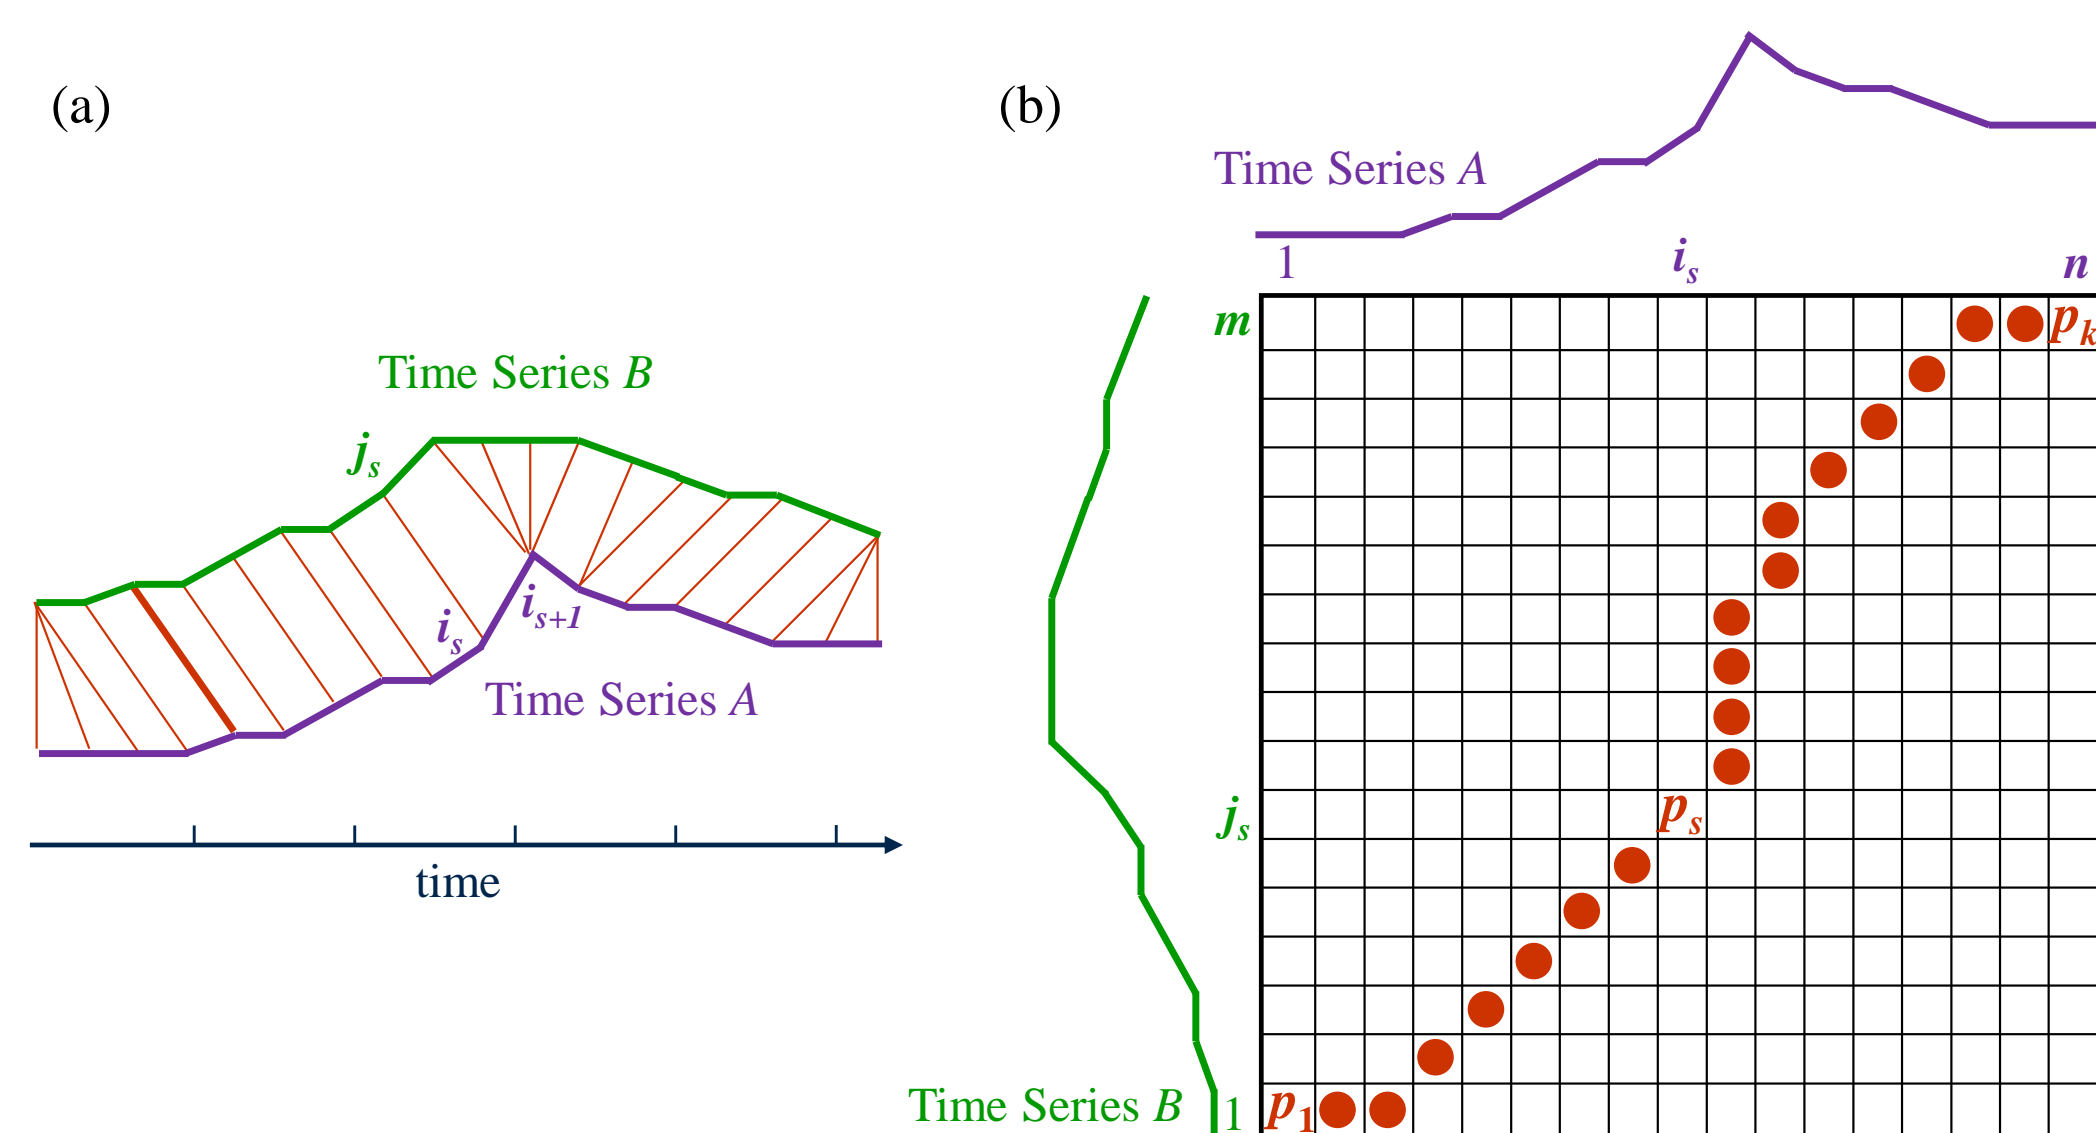 (a)
Time Series B
j_s
i_s
i_{s+1}
Time Series A
time
(b)
Time Series A
1 i_s n
m
p_k
j_s
p_s
Time Series B
1
p_1